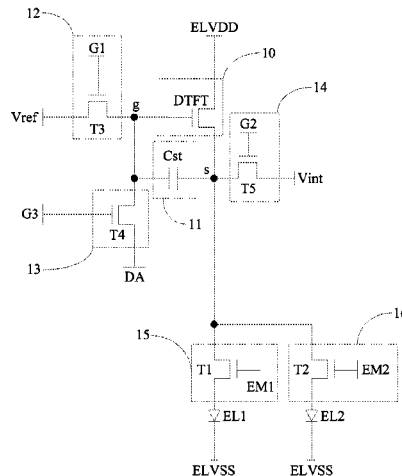 ELVDD
12
10
G1
14
DTFT
G2
Vref
g
T3
Cst
s
T5
Vint
G3
T4
11
13
DA
15
T1
EM1
T2
EM2
EL1
EL2
ELVSS
ELVSS